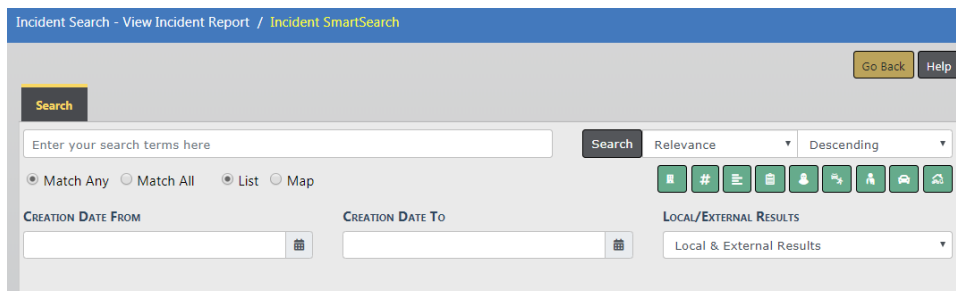 Incident Search - View Incident Report / Incident SmartSearch
Go Back Help
Search
Enter your search terms here Search Relevance Descending
Match Any Match All List Map #
CREATION DATE FROM CREATION DATE TO LOCAL/EXTERNAL RESULTS
Local & External Results